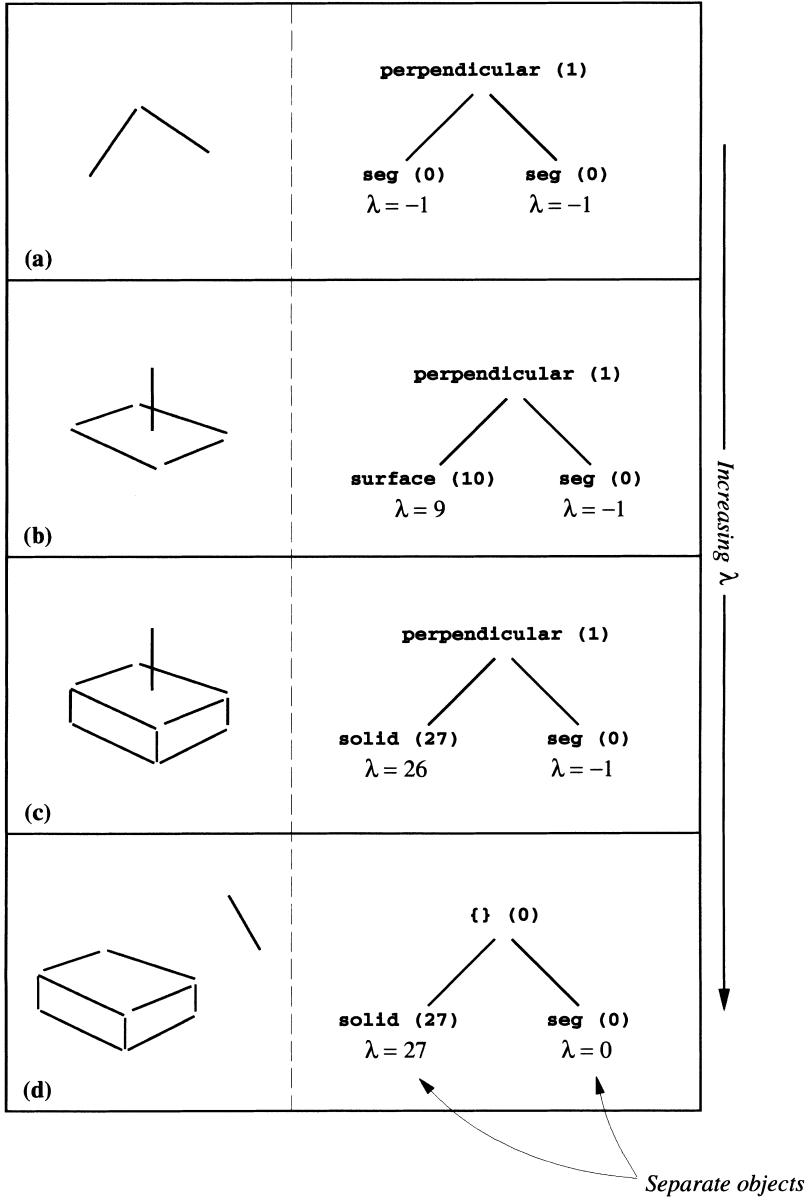 perpendicular (1)
seg (0) seg (0)
λ = −1 λ = −1
(a)
perpendicular (1)
surface (10) seg (0)
λ = 9 λ = −1
(b)
perpendicular (1)
solid (27) seg (0)
λ = 26 λ = −1
(c)
{} (0)
solid (27) seg (0)
λ = 27 λ = 0
(d)
Increasing λ
Separate objects